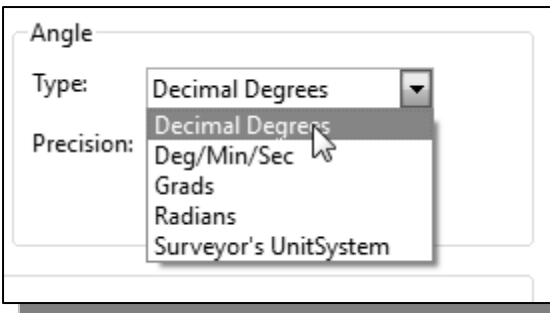 Angle
Type:
Decimal Degrees
Decimal Degrees
Precision:
Deg/Min/Sec
Grads
Radians
Surveyor's UnitSystem